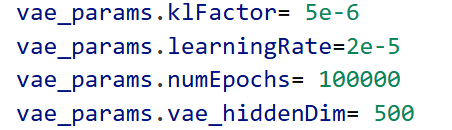 vae_params.klFactor= 5e-6
vae_params.learningRate=2e-5
vae_params.numEpochs= 100000
vae_params.vae_hiddenDim= 500